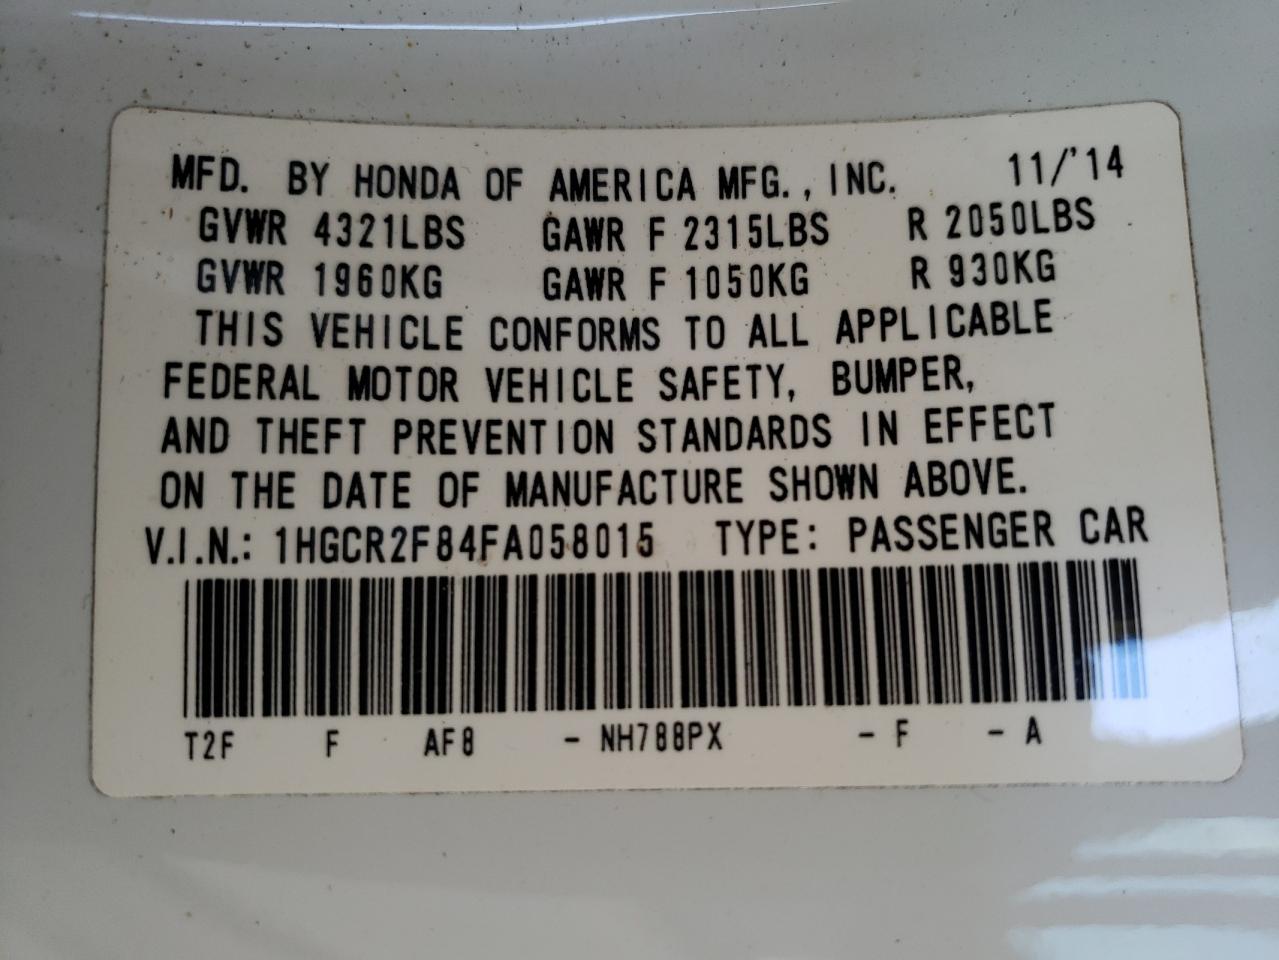 MFD. BY HONDA OF AMERICA MFG., INC. 11/'14
GVWR 4321LBS GAWR F 2315LBS R 2050LBS
GVWR 1960KG GAWR F 1050KG R 930KG
THIS VEHICLE CONFORMS TO ALL APPLICABLE
FEDERAL MOTOR VEHICLE SAFETY, BUMPER,
AND THEFT PREVENTION STANDARDS IN EFFECT
ON THE DATE OF MANUFACTURE SHOWN ABOVE.
V.I.N.: 1HGCR2F84FA058015 TYPE: PASSENGER CAR
T2F F AF8 - NH788PX - F - A